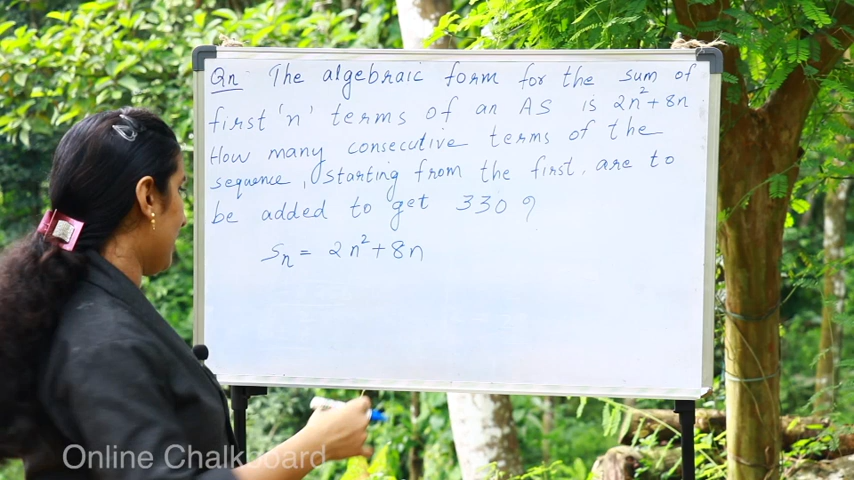 Qn The algebraic form for the sum of
first 'n' terms of an AS is 2n²+8n
How many consecutive terms of the
sequence, starting from the first, are to
be added to get 330?
Sn = 2n²+8n
Online Chalkboard